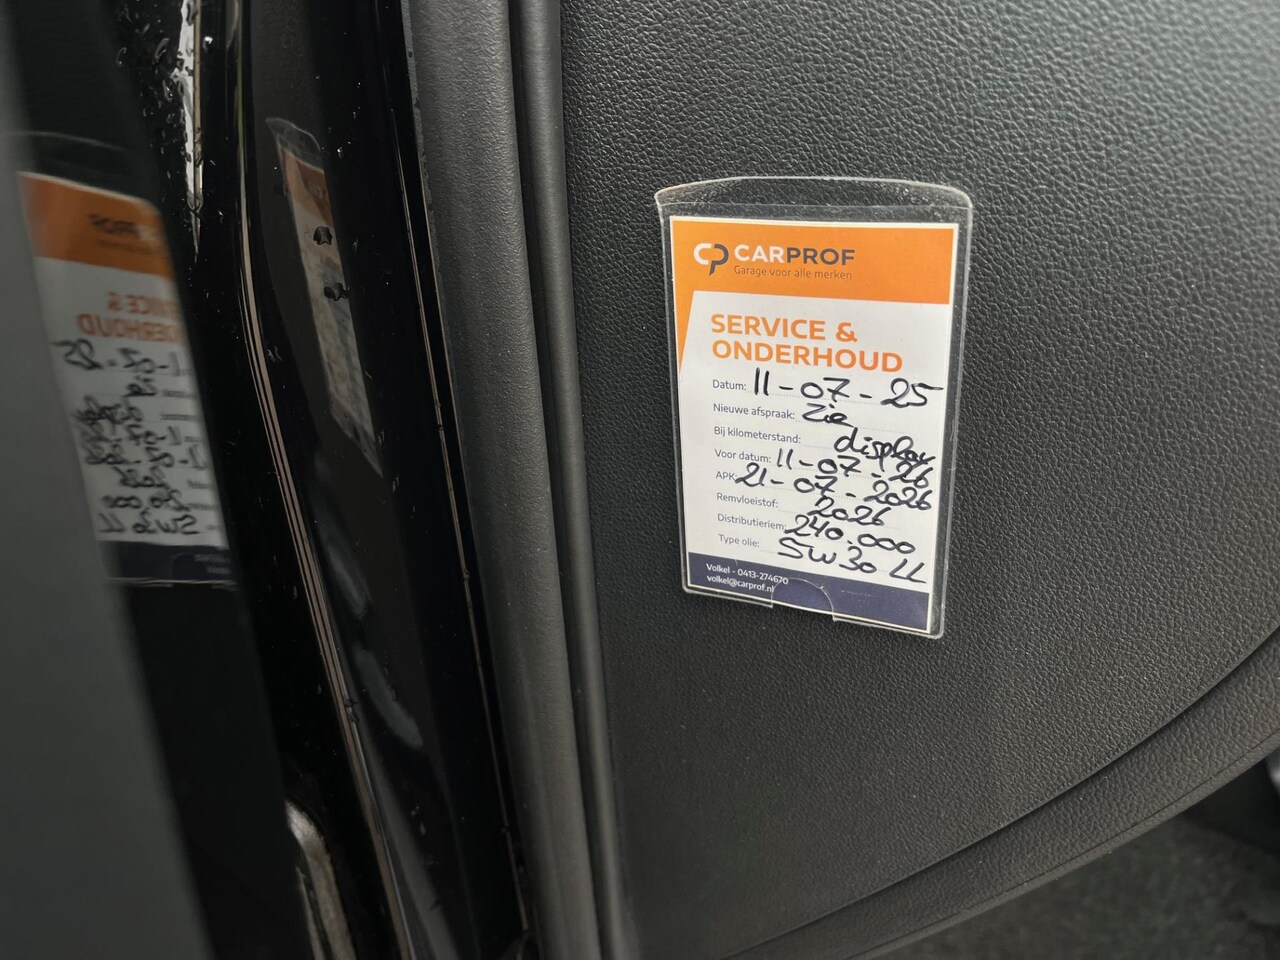 CP CARPROF
Garage voor alle merken
SERVICE &
ONDERHOUD
Datum: 11-07-25
Nieuwe afspraak: Zie
Bij kilometerstand: display
Voor datum: 11-07-26
APK: 21-07-2026
Remvloeistof: 2026
Distributieriem: 240.000
Type olie: 5W30 LL
Volkel - 0413-274670
volkel@carprof.nl